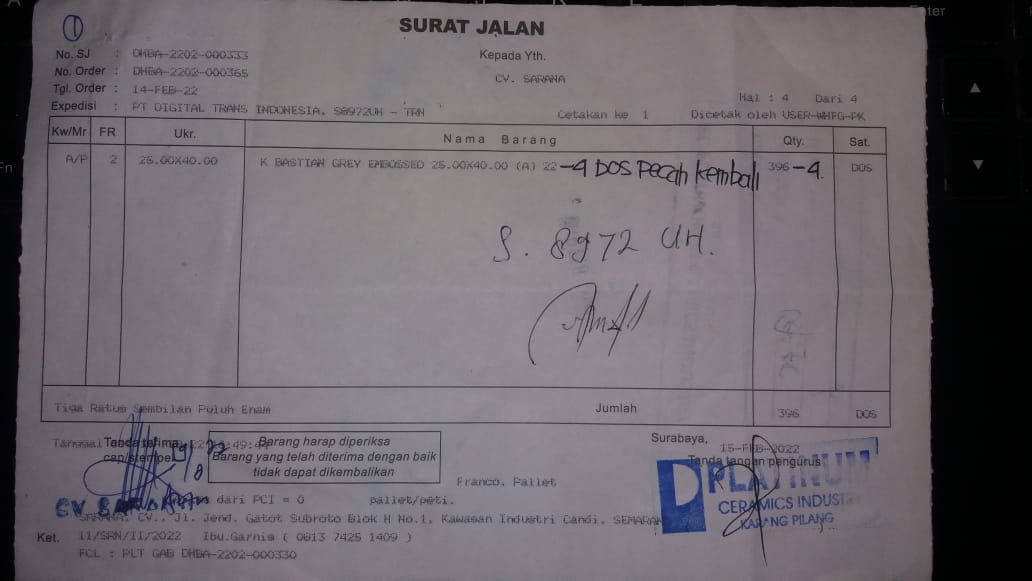 1
SURAT JALAN
No. SJ : DHBA-2202-000333
Kepada Yth.
No. Order : DHBA-2202-000365
CV. SARANA
Tgl. Order : 14-FEB-22
Hal : 4 Dari 4
Expedisi : PT DIGITAL TRANS INDONESIA, S8972UH - TRN
Cetakan ke 1 Dicetak oleh USER-WHFG-PK
Kw/Mr FR Ukr. Nama Barang Qty. Sat.
A/P 2 25.00X40.00 K BASTIAN GREY EMBOSSED 25.00X40.00 (A) 22 -4 DOS Pecah kembali 396 -4. DOS
S. 8972 UH.
Tiga Ratus Sembilan Puluh Enam Jumlah 396 DOS
Tanggal Tanda terima
cap/stempel
Barang harap diperiksa
Barang yang telah diterima dengan baik
tidak dapat dikembalikan
Surabaya, 15-FEB-2022
Tanda tangan pengurus
PLATINUM
CERAMICS INDUSTRY
KARANG PILANG
Franco, Pallet
dari PCI = 0 pallet/peti.
CV. SARANA
SARANA, CV., Jl. Jend. Gatot Subroto Blok H No.1, Kawasan Industri Candi, SEMARAN
Ket. 11/SRN/II/2022 Ibu.Garnis ( 0813 7425 1409 )
FCL : PLT GAB DHBA-2202-000330
Enter
Fn